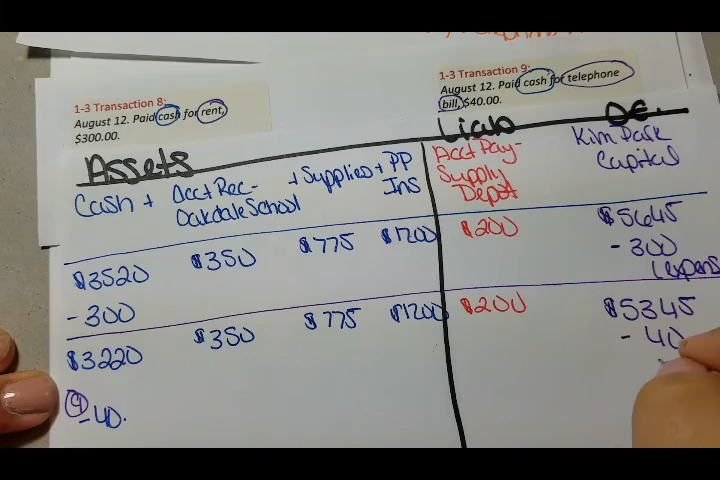 1-3 Transaction 8:
August 12. Paid cash for rent,
$300.00.
1-3 Transaction 9:
August 12. Paid cash for telephone
bill, $40.00.
Assets
Liab
O.E.
Cash +
Acct Rec-
Oakdale School
+ Supplies +
PP
Ins
Acct Pay-
Supply
Depot
Kim Park
Capital
$3520
$350
$775
$1200
$200
$5645
- 300
- 300
(expens
$3220
$350
$775
$1200
$200
$5345
- 40
9
- 40.